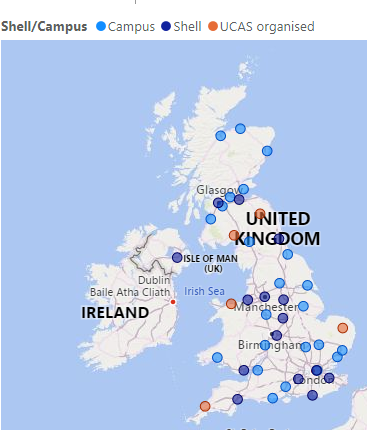 Shell/Campus Campus Shell UCAS organised
Glasgow
UNITED
KINGDOM
ISLE OF MAN
(UK)
Dublin
Baile Atha Cliath
Irish Sea
IRELAND
Manchester
Birmingham
London